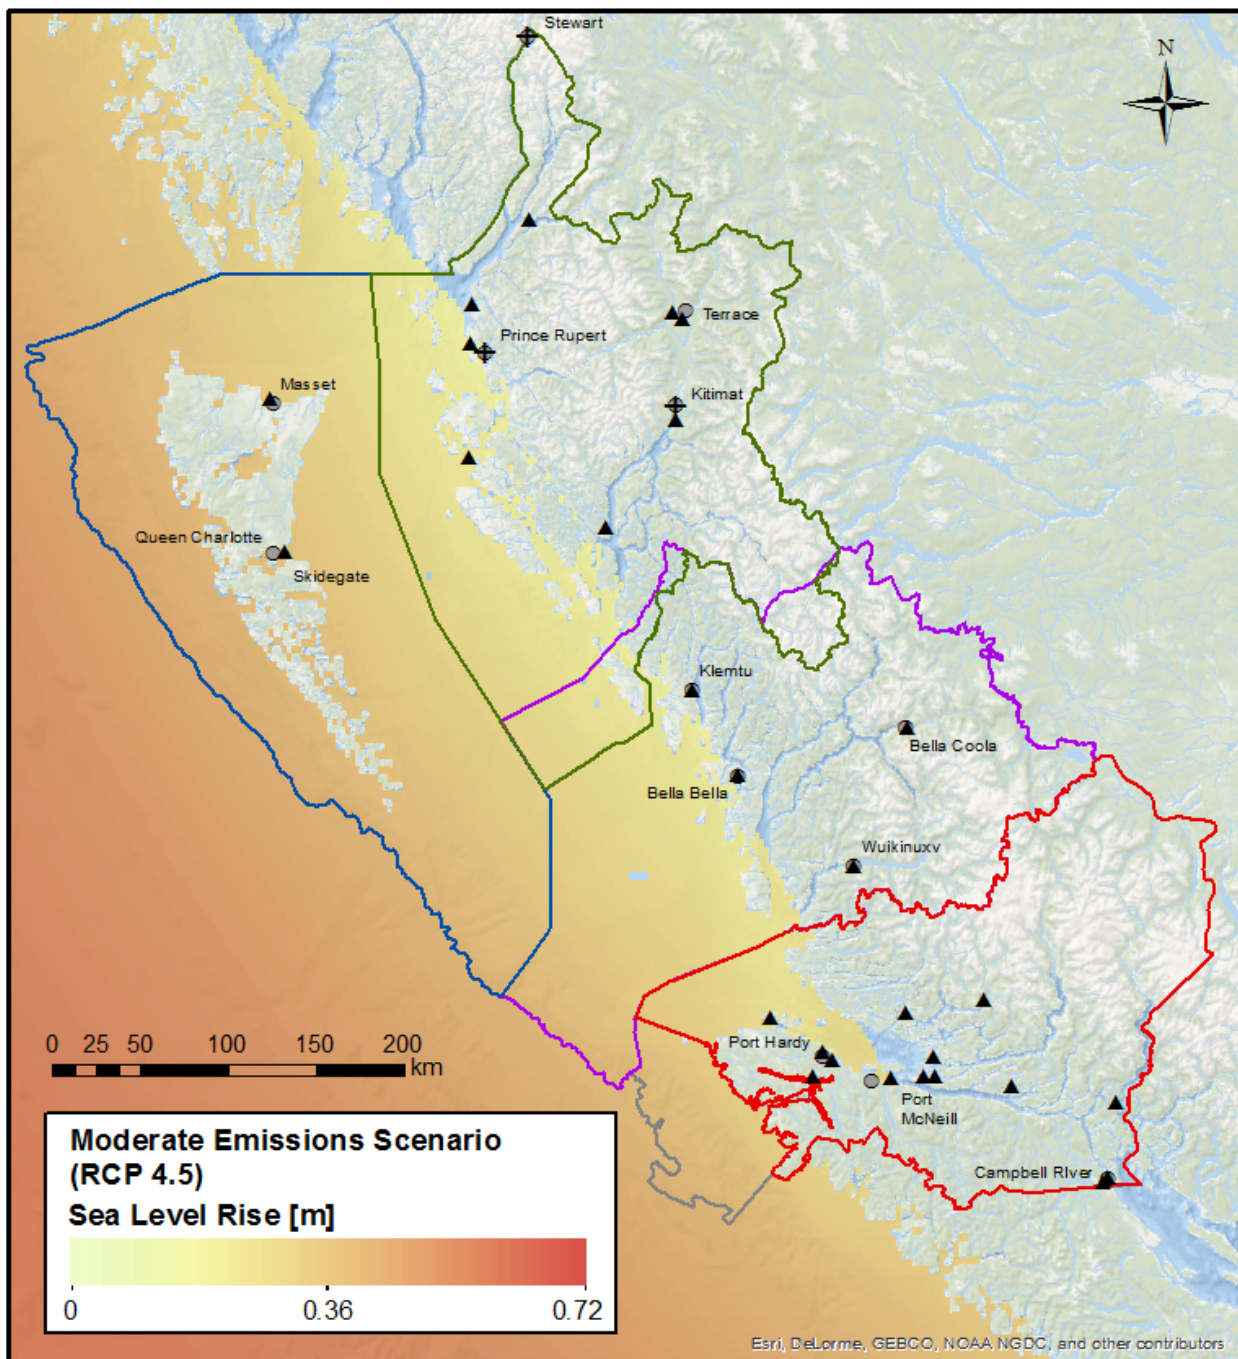 Stewart
N
Terrace
Prince Rupert
Masset
Kitimat
Queen Charlotte
Skidegate
Klemtu
Bella Coola
Bella Bella
Wuikinuxv
Port Hardy
0 25 50 100 150 200
km
Port
McNeill
Moderate Emissions Scenario
(RCP 4.5)
Campbell RIver
Sea Level Rise [m]
0 0.36 0.72
Esri, DeLorme, GEBCO, NOAA NGDC, and other contributors